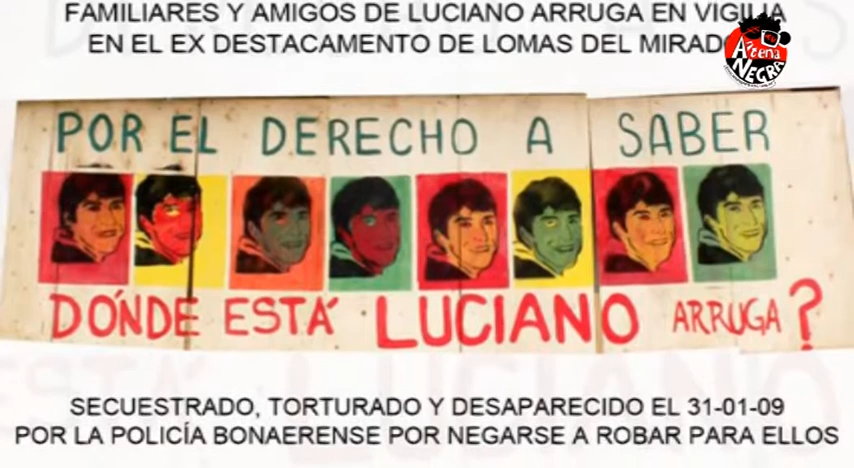 FAMILIARES Y AMIGOS DE LUCIANO ARRUGA EN VIGILIA
EN EL EX DESTACAMENTO DE LOMAS DEL MIRADOR
Antena
NEGRA
POR EL DERECHO A SABER
DÓNDE ESTÁ LUCIANO ARRUGA?
SECUESTRADO, TORTURADO Y DESAPARECIDO EL 31-01-09
POR LA POLICÍA BONAERENSE POR NEGARSE A ROBAR PARA ELLOS